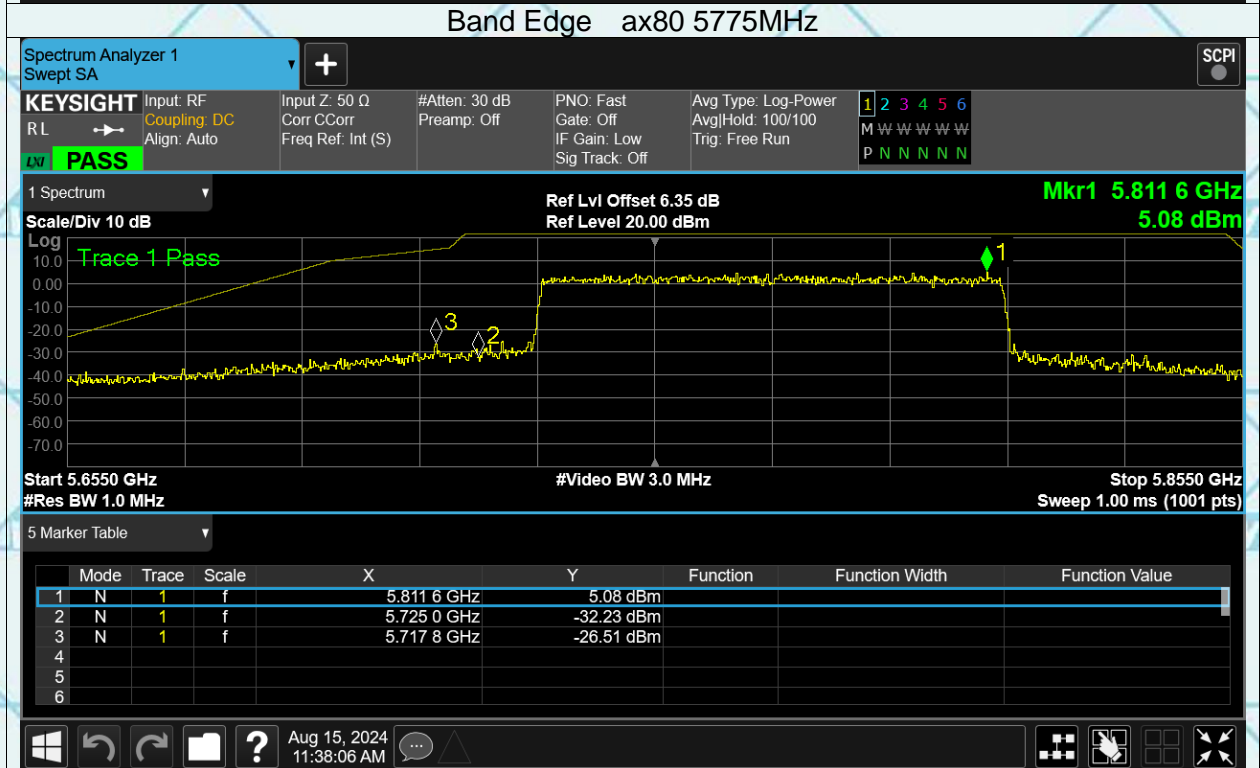 Band Edge ax80 5775MHz
Spectrum Analyzer 1
Swept SA
SCPI
KEYSIGHT
R L
LXI PASS
Input: RF
Coupling: DC
Align: Auto
Input Z: 50 Ω
Corr CCorr
Freq Ref: Int (S)
#Atten: 30 dB
Preamp: Off
PNO: Fast
Gate: Off
IF Gain: Low
Sig Track: Off
Avg Type: Log-Power
Avg|Hold: 100/100
Trig: Free Run
1 2 3 4 5 6
M W W W W W
P N N N N N
1 Spectrum
Scale/Div 10 dB
Ref Lvl Offset 6.35 dB
Ref Level 20.00 dBm
Mkr1 5.811 6 GHz
5.08 dBm
Log
Trace 1 Pass
10.0
0.00
-10.0
-20.0
-30.0
-40.0
-50.0
-60.0
-70.0
1
3
2
Start 5.6550 GHz
#Video BW 3.0 MHz
Stop 5.8550 GHz
#Res BW 1.0 MHz
Sweep 1.00 ms (1001 pts)
5 Marker Table
Mode Trace Scale X Y Function Function Width Function Value
1 N 1 f 5.811 6 GHz 5.08 dBm
2 N 1 f 5.725 0 GHz -32.23 dBm
3 N 1 f 5.717 8 GHz -26.51 dBm
4
5
6
Aug 15, 2024
11:38:06 AM